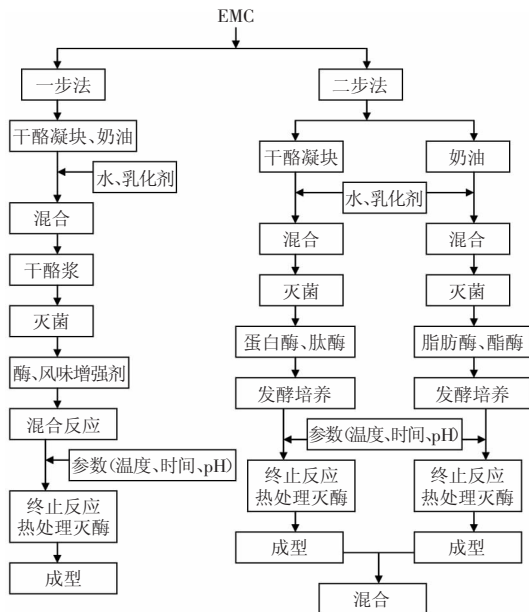 EMC
一步法
干酪凝块、奶油
水、乳化剂
混合
干酪浆
灭菌
酶、风味增强剂
混合反应
参数(温度、时间、pH)
终止反应
热处理灭酶
成型
二步法
干酪凝块
奶油
水、乳化剂
混合
混合
灭菌
灭菌
蛋白酶、肽酶
脂肪酶、酯酶
发酵培养
发酵培养
参数(温度、时间、pH)
终止反应
热处理灭酶
终止反应
热处理灭酶
成型
成型
混合